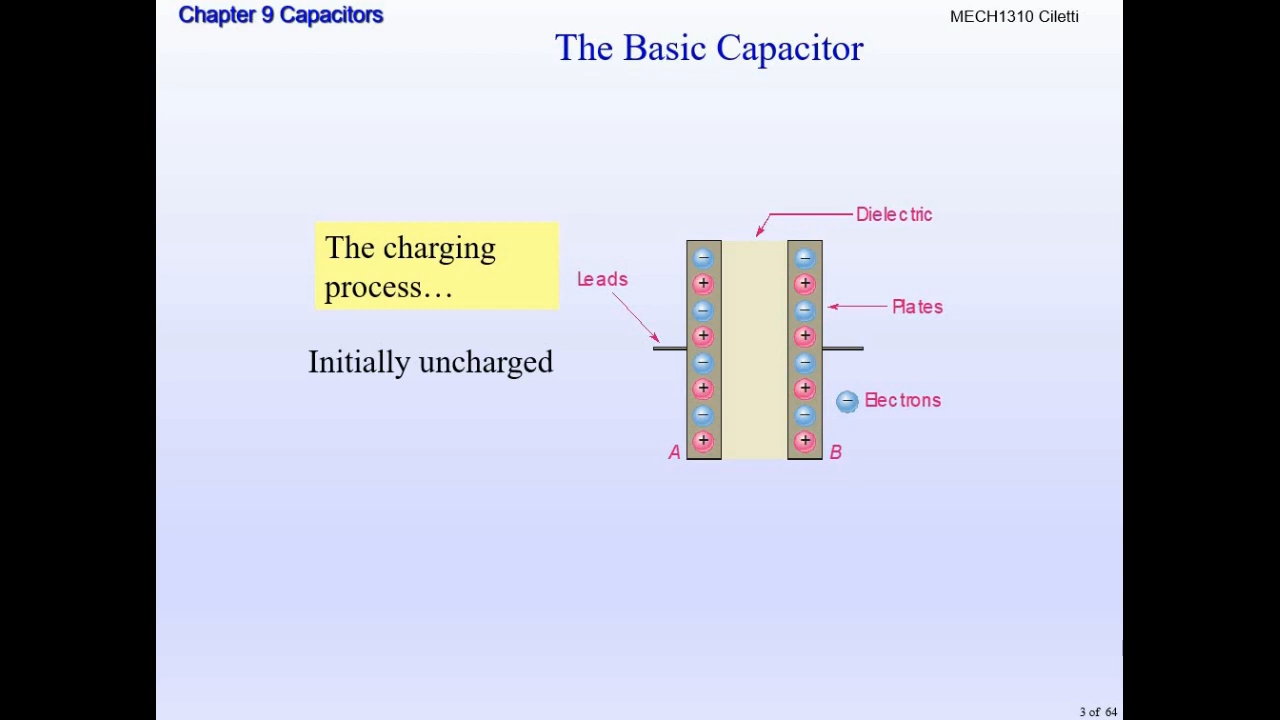 Chapter 9 Capacitors
MECH1310 Ciletti
The Basic Capacitor
The charging
process…
Initially uncharged
Dielectric
Leads
Plates
Electrons
A
B
− + − + − + − +
− + − + − + − +
−
3 of 64